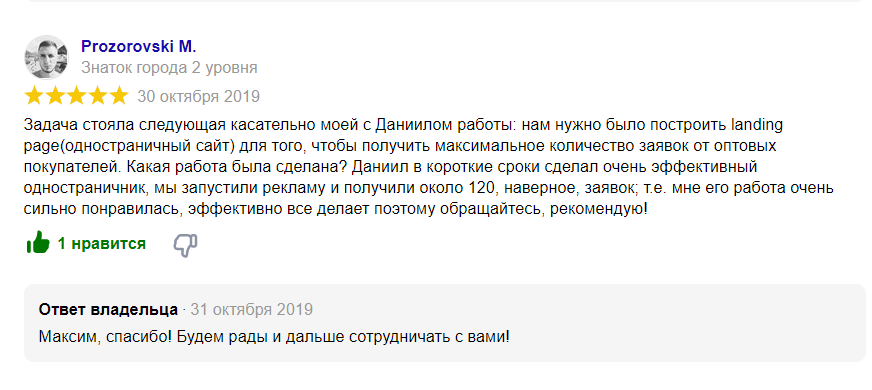 Prozorovski M.
Знаток города 2 уровня
30 октября 2019
Задача стояла следующая касательно моей с Даниилом работы: нам нужно было построить landing
page(одностраничный сайт) для того, чтобы получить максимальное количество заявок от оптовых
покупателей. Какая работа была сделана? Даниил в короткие сроки сделал очень эффективный
одностраничник, мы запустили рекламу и получили около 120, наверное, заявок; т.е. мне его работа очень
сильно понравилась, эффективно все делает поэтому обращайтесь, рекомендую!
1 нравится
Ответ владельца · 31 октября 2019
Максим, спасибо! Будем рады и дальше сотрудничать с вами!